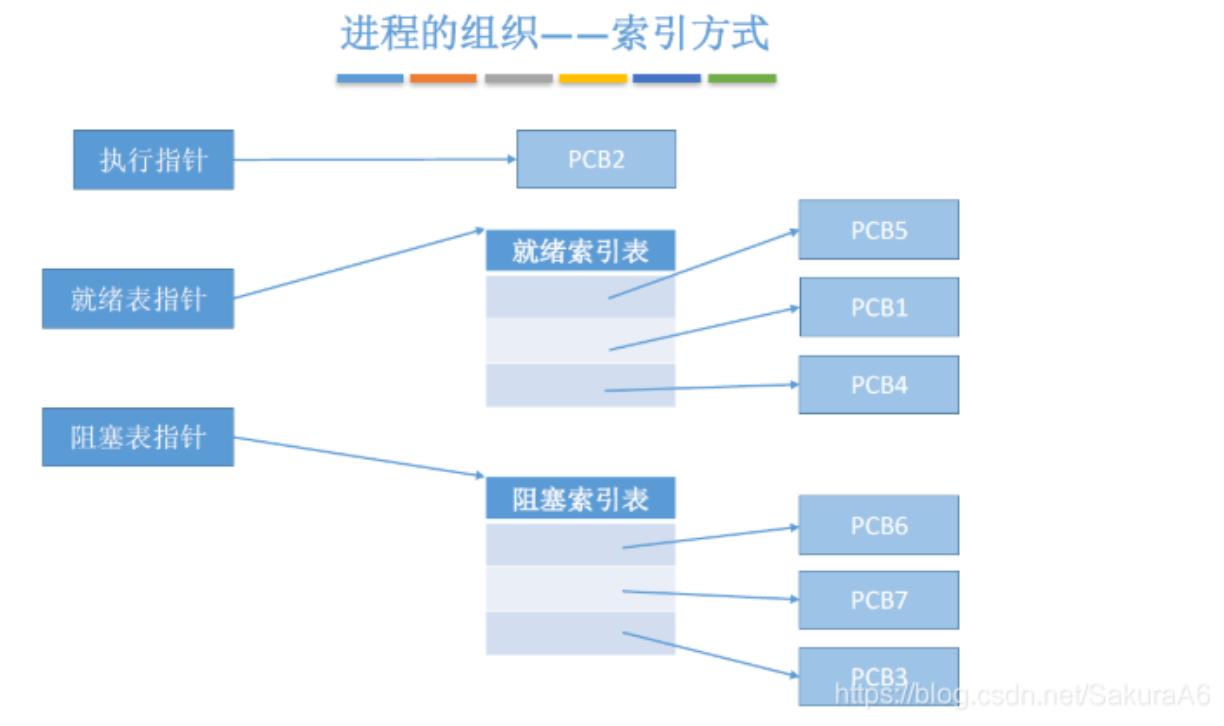 进程的组织——索引方式
执行指针
PCB2
就绪表指针
就绪索引表
PCB5
PCB1
PCB4
阻塞表指针
阻塞索引表
PCB6
PCB7
PCB3
https://blog.csdn.net/SakuraA6